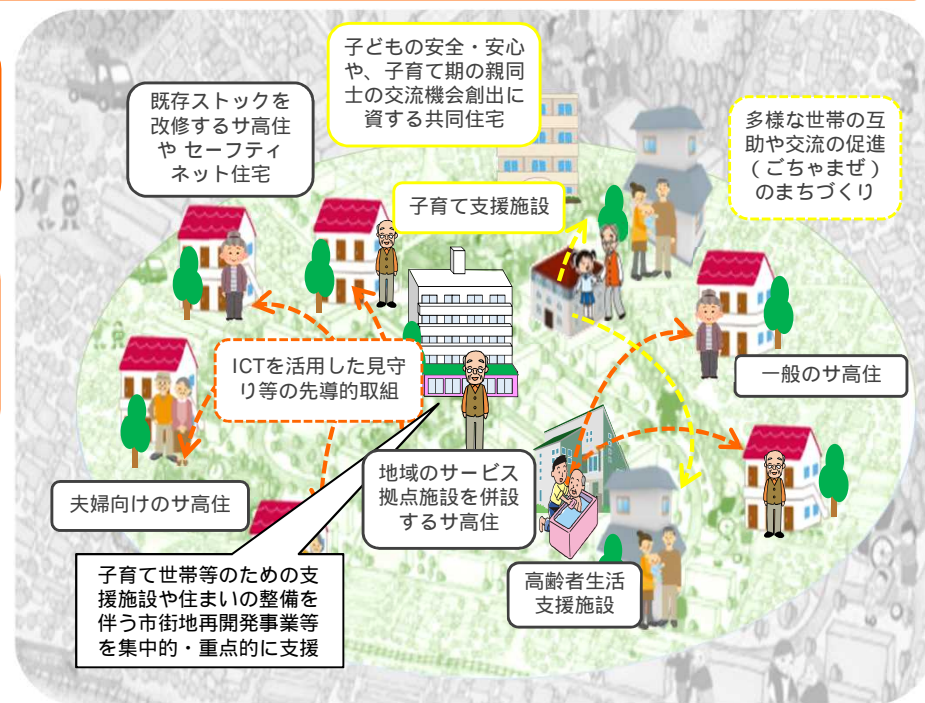 子どもの安全・安心
や、子育て期の親同
士の交流機会創出に
資する共同住宅
既存ストックを
改修するサ高住
や セーフティ
ネット住宅
多様な世帯の互
助や交流の促進
(ごちゃまぜ)
のまちづくり
子育て支援施設
ICTを活用した見守
り等の先導的取組
一般のサ高住
夫婦向けのサ高住
地域のサービス
拠点施設を併設
するサ高住
高齢者生活
支援施設
子育て世帯等のための支
援施設や住まいの整備を
伴う市街地再開発事業等
を集中的・重点的に支援